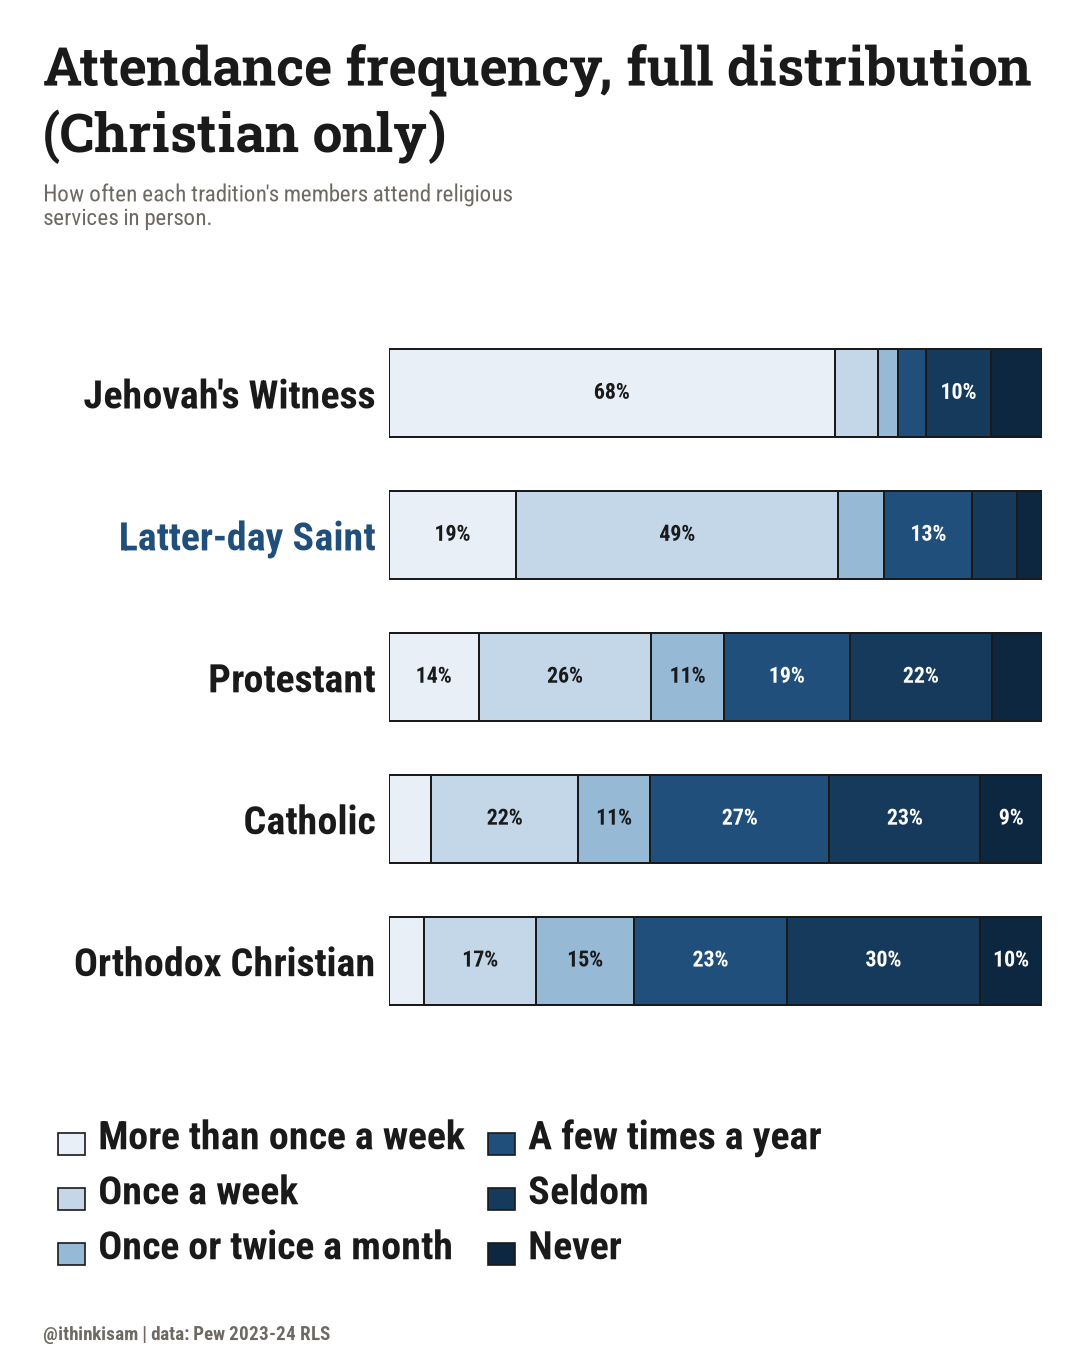 Attendance frequency, full distribution
(Christian only)
How often each tradition's members attend religious
services in person.
Jehovah's Witness 68% 10%
Latter-day Saint 19% 49% 13%
Protestant 14% 26% 11% 19% 22%
Catholic 22% 11% 27% 23% 9%
Orthodox Christian 17% 15% 23% 30% 10%
More than once a week A few times a year
Once a week Seldom
Once or twice a month Never
@ithinkisam | data: Pew 2023-24 RLS